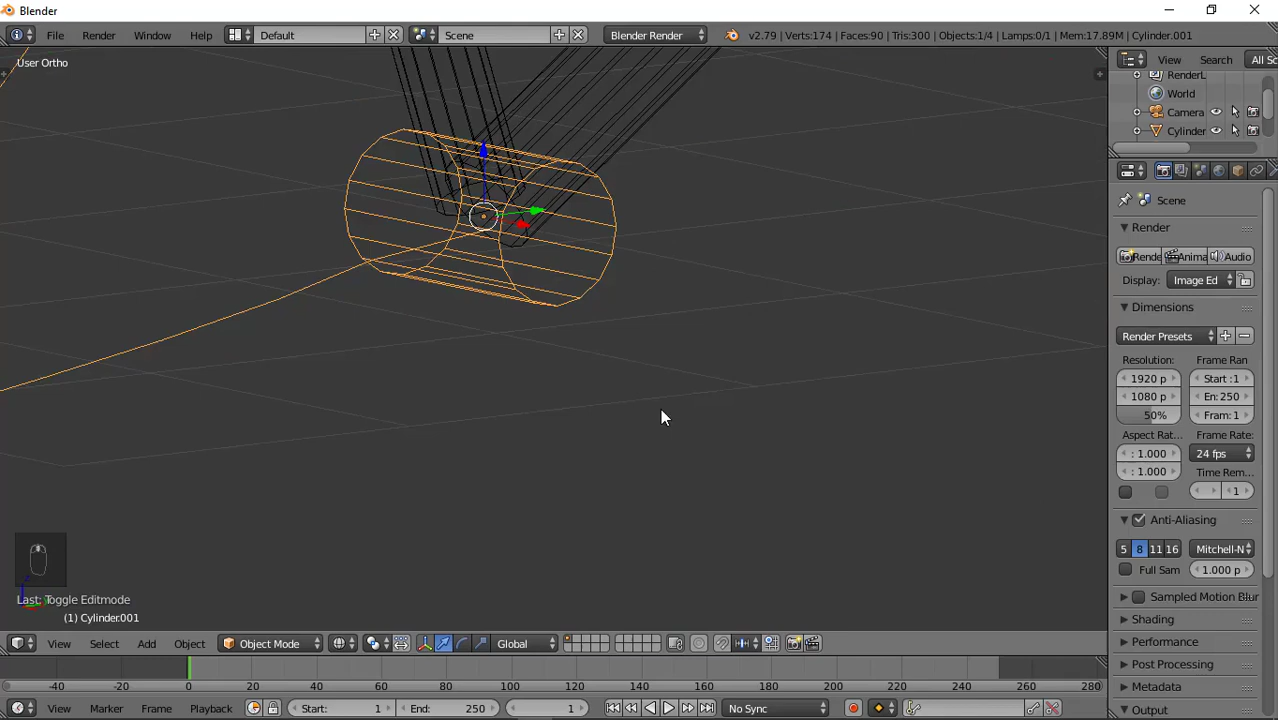 Blender
File Render Window Help Default Scene Blender Render v2.79 | Verts:174 | Faces:90 | Tris:300 | Objects:1/4 | Lamps:0/1 | Mem:17.89M | Cylinder.001
User Ortho
View Search All Sc
RenderL
World
Camera
Cylinder
Scene
Render
Rende Anima Audio
Display: Image Ed
Dimensions
Render Presets
Resolution: Frame Ran
1920 p Start :1
1080 p En: 250
50% Fram: 1
Aspect Rat... Frame Rate:
: 1.000 24 fps
: 1.000 Time Rem...
1
Anti-Aliasing
5 8 11 16 Mitchell-N
Full Sam 1.000 p
Sampled Motion Blur
Shading
Performance
Post Processing
Metadata
Output
Last: Toggle Editmode
(1) Cylinder.001
View Select Add Object Object Mode Global
-40 -20 0 20 40 60 80 100 120 140 160 180 200 220 240 260 280
View Marker Frame Playback Start: 1 End: 250 1 No Sync